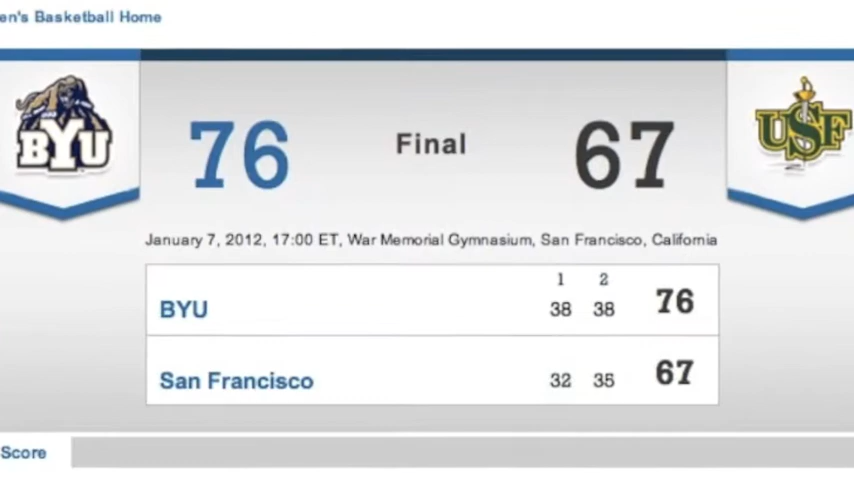 en's Basketball Home
BYU
76
Final
67
USF
January 7, 2012, 17:00 ET, War Memorial Gymnasium, San Francisco, California
1 2
BYU 38 38 76
San Francisco 32 35 67
Score